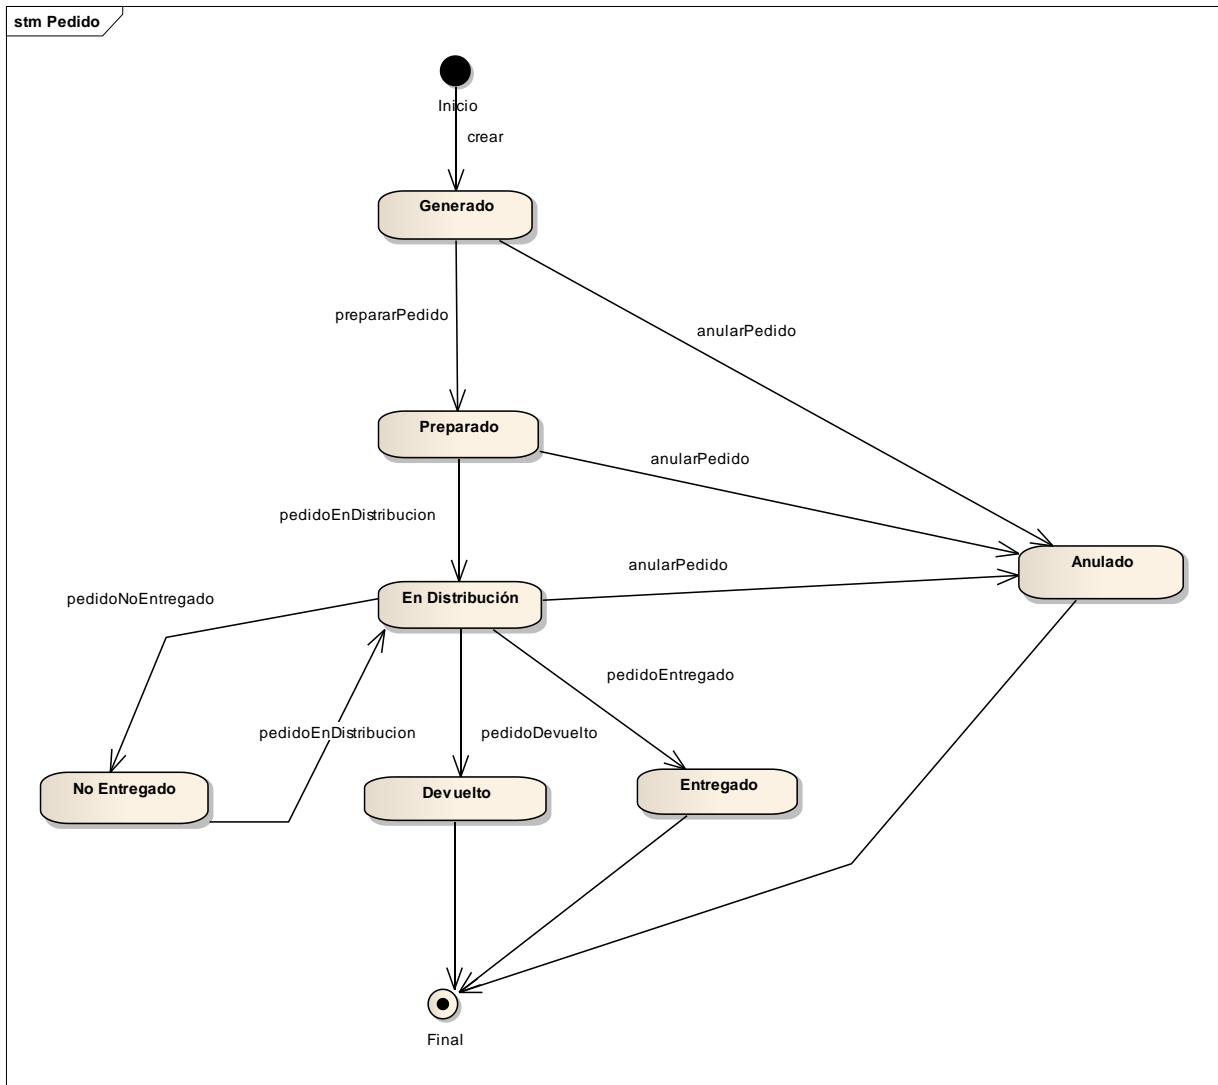 stm Pedido
Inicio
crear
Generado
prepararPedido
anularPedido
Preparado
anularPedido
pedidoEnDistribucion
Anulado
anularPedido
En Distribución
pedidoNoEntregado
pedidoEntregado
pedidoEnDistribucion
pedidoDevuelto
No Entregado
Devuelto
Entregado
Final